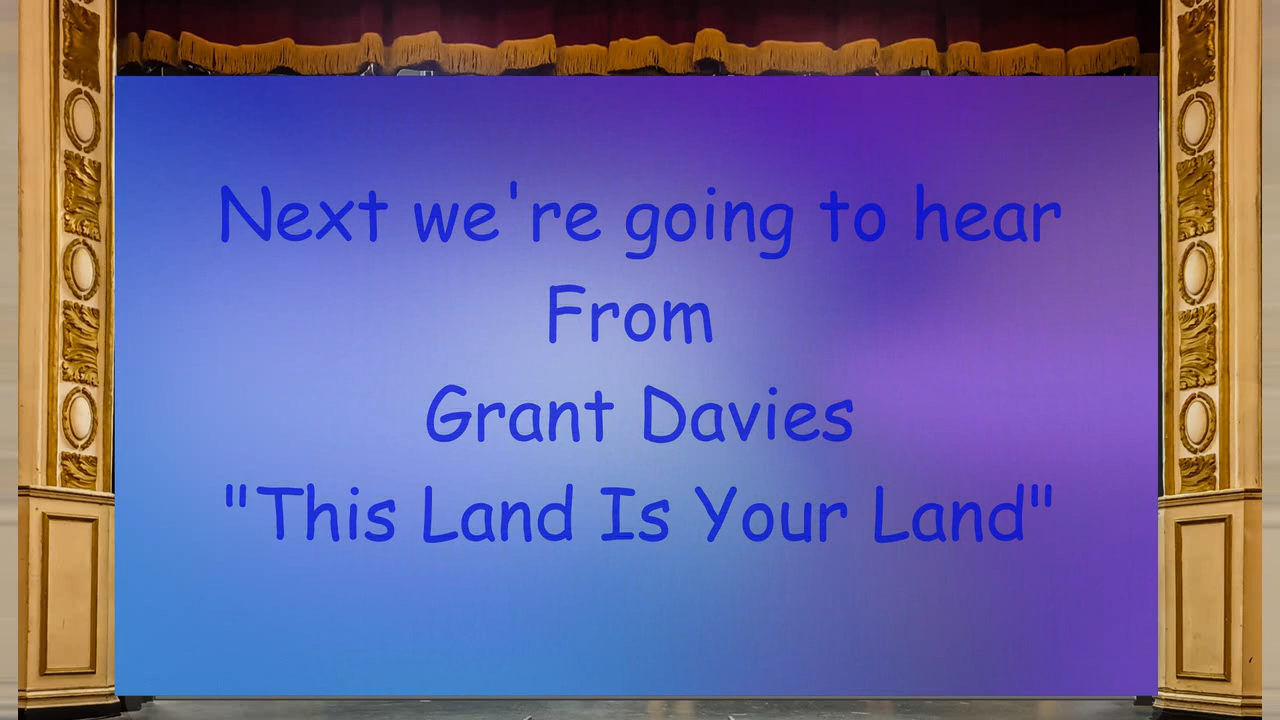 Next we're going to hear
From
Grant Davies
"This Land Is Your Land"